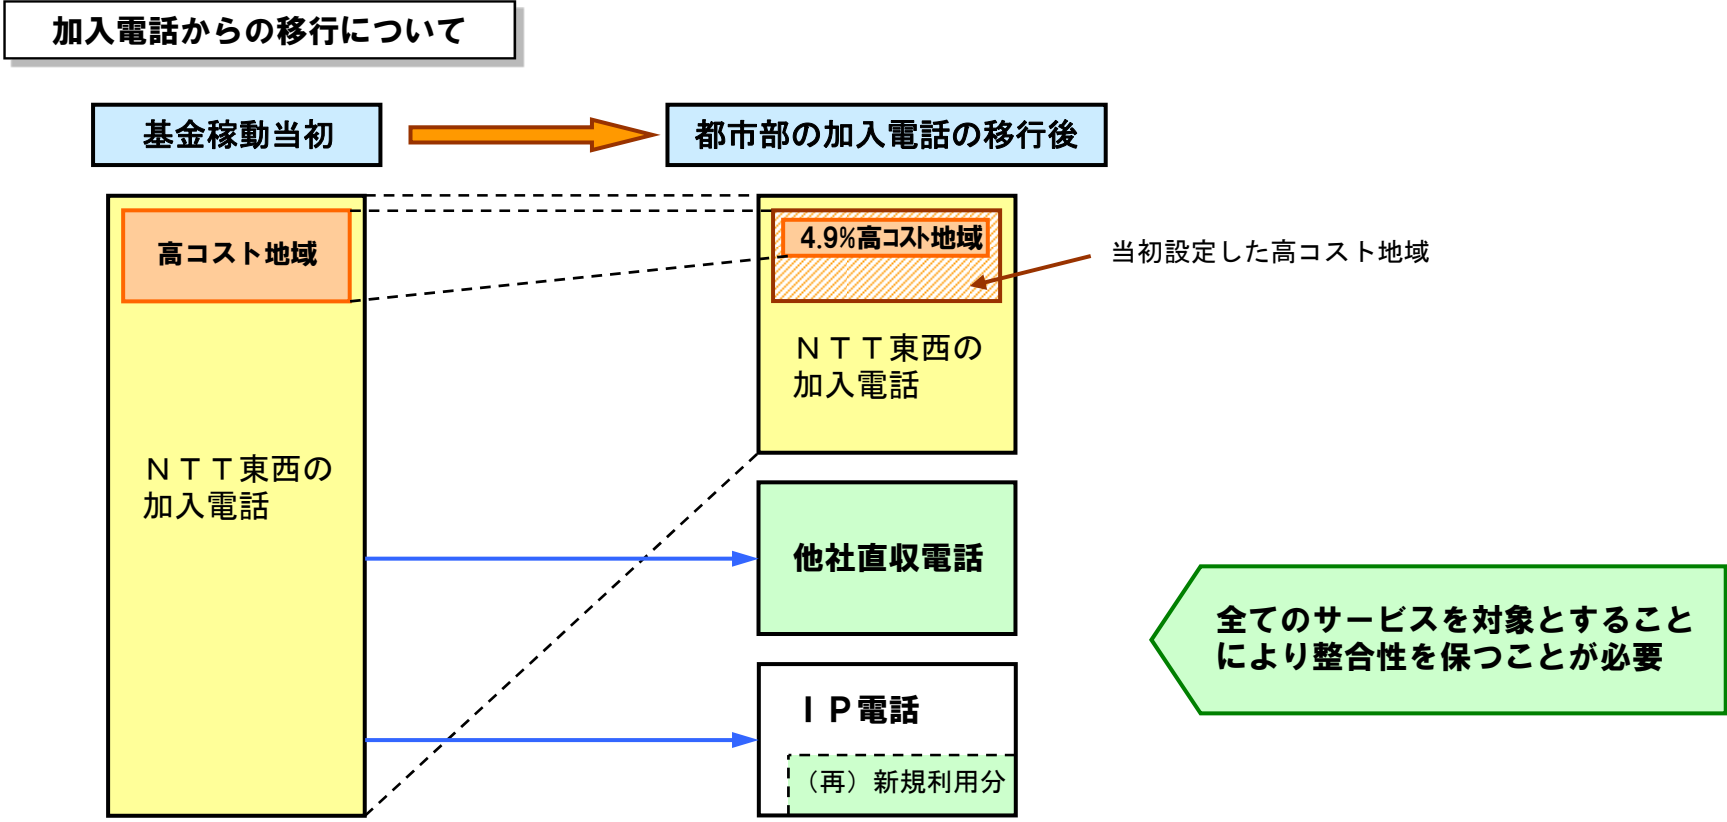 加入電話からの移行について
基金稼動当初
都市部の加入電話の移行後
高コスト地域
4.9%高コスト地域
当初設定した高コスト地域
ＮＴＴ東西の
加入電話
ＮＴＴ東西の
加入電話
他社直収電話
全てのサービスを対象とすること
により整合性を保つことが必要
ＩＰ電話
（再）新規利用分